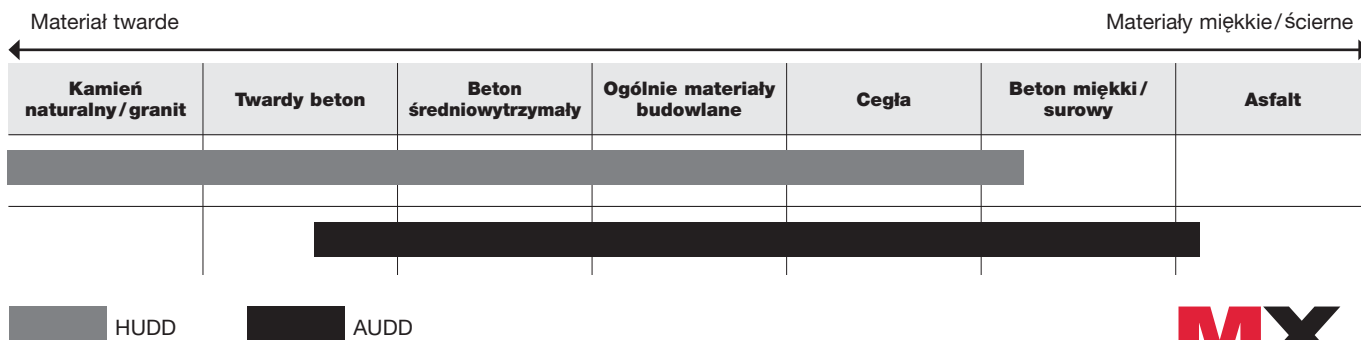 Materiał twarde
Materiały miękkie/ścierne
Kamień
naturalny/granit
Twardy beton
Beton
średniowytrzymały
Ogólnie materiały
budowlane
Cegła
Beton miękki/
surowy
Asfalt
HUDD
AUDD
MX